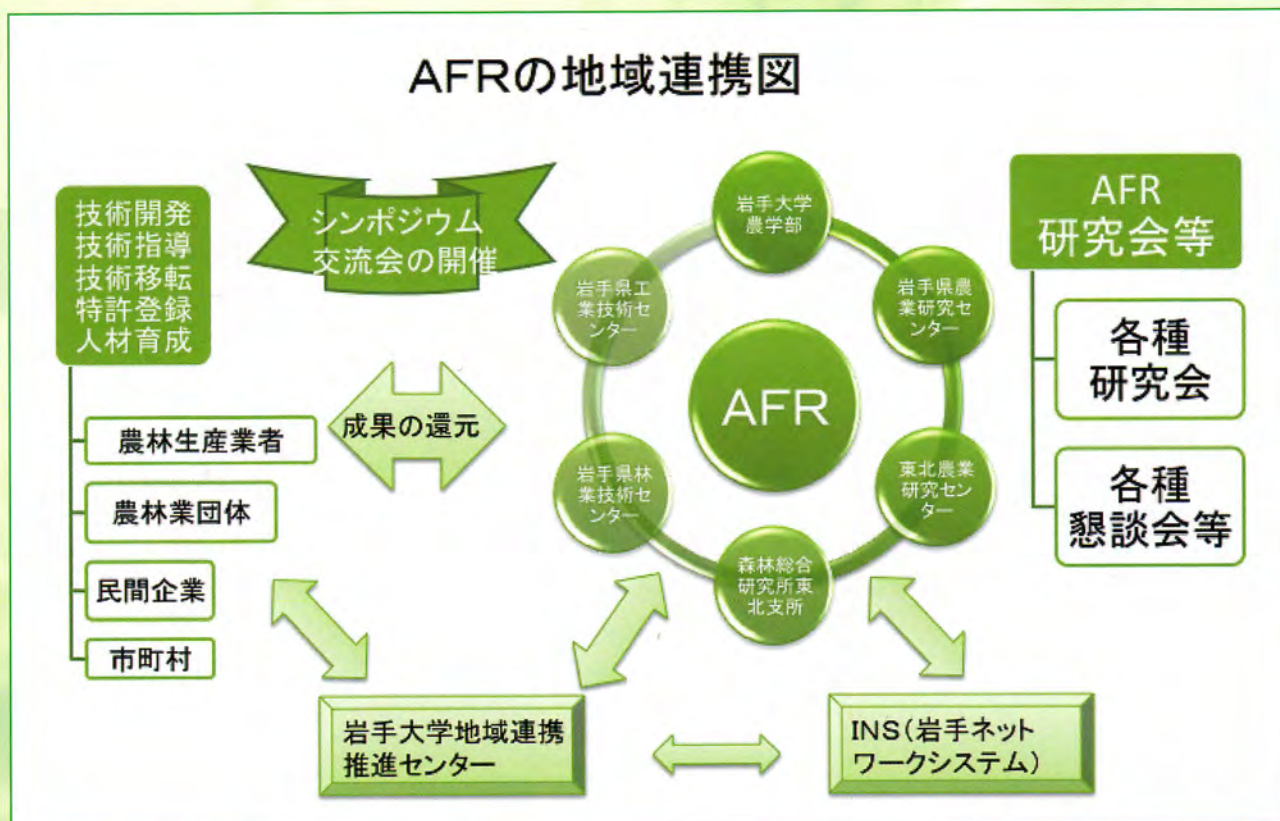 AFRの地域連携図
技術開発
技術指導
技術移転
特許登録
人材育成
農林生産業者
農林業団体
民間企業
市町村
シンポジウム
交流会の開催
成果の還元
岩手大学
農学部
岩手県農
業研究セ
ンター
東北農業
研究セン
ター
森林総合
研究所東
北支所
岩手県林
業技術セ
ンター
岩手県工
業技術セ
ンター
AFR
AFR
研究会等
各種
研究会
各種
懇談会等
岩手大学地域連携
推進センター
INS(岩手ネット
ワークシステム)